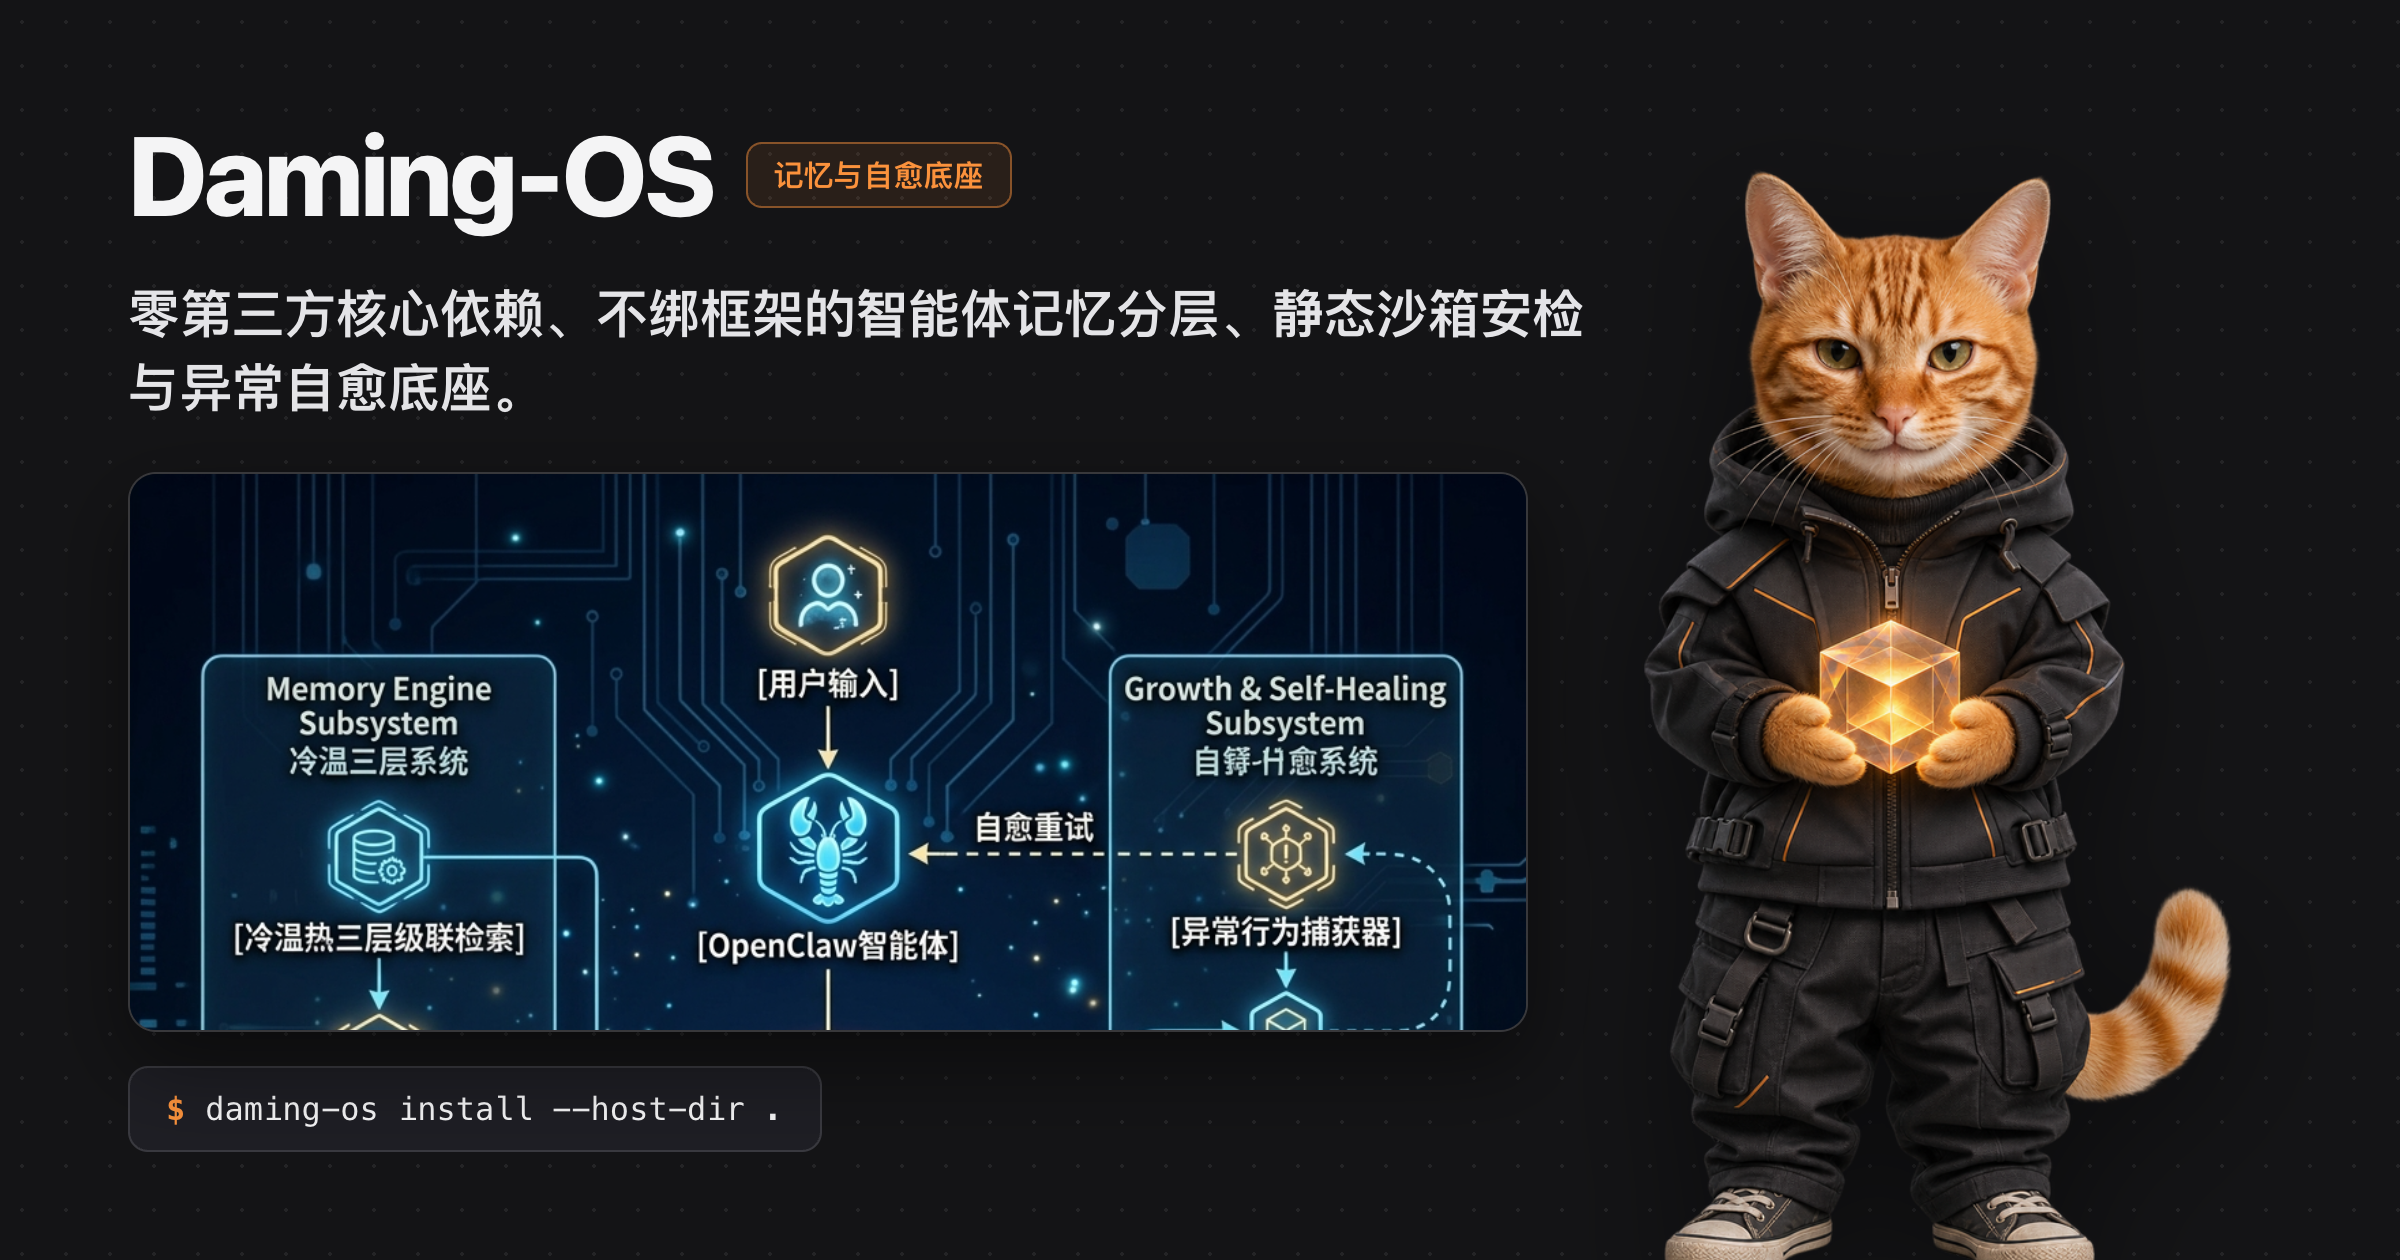 Daming-OS
记忆与自愈底座
零第三方核心依赖、不绑框架的智能体记忆分层、静态沙箱安检
与异常自愈底座。
[用户输入]
Memory Engine
Subsystem
冷温三层系统
[冷温热三层级联检索]
自愈重试
[OpenClaw智能体]
Growth & Self-Healing
Subsystem
愈系统
[异常行为捕获器]
$ daming-os install --host-dir .